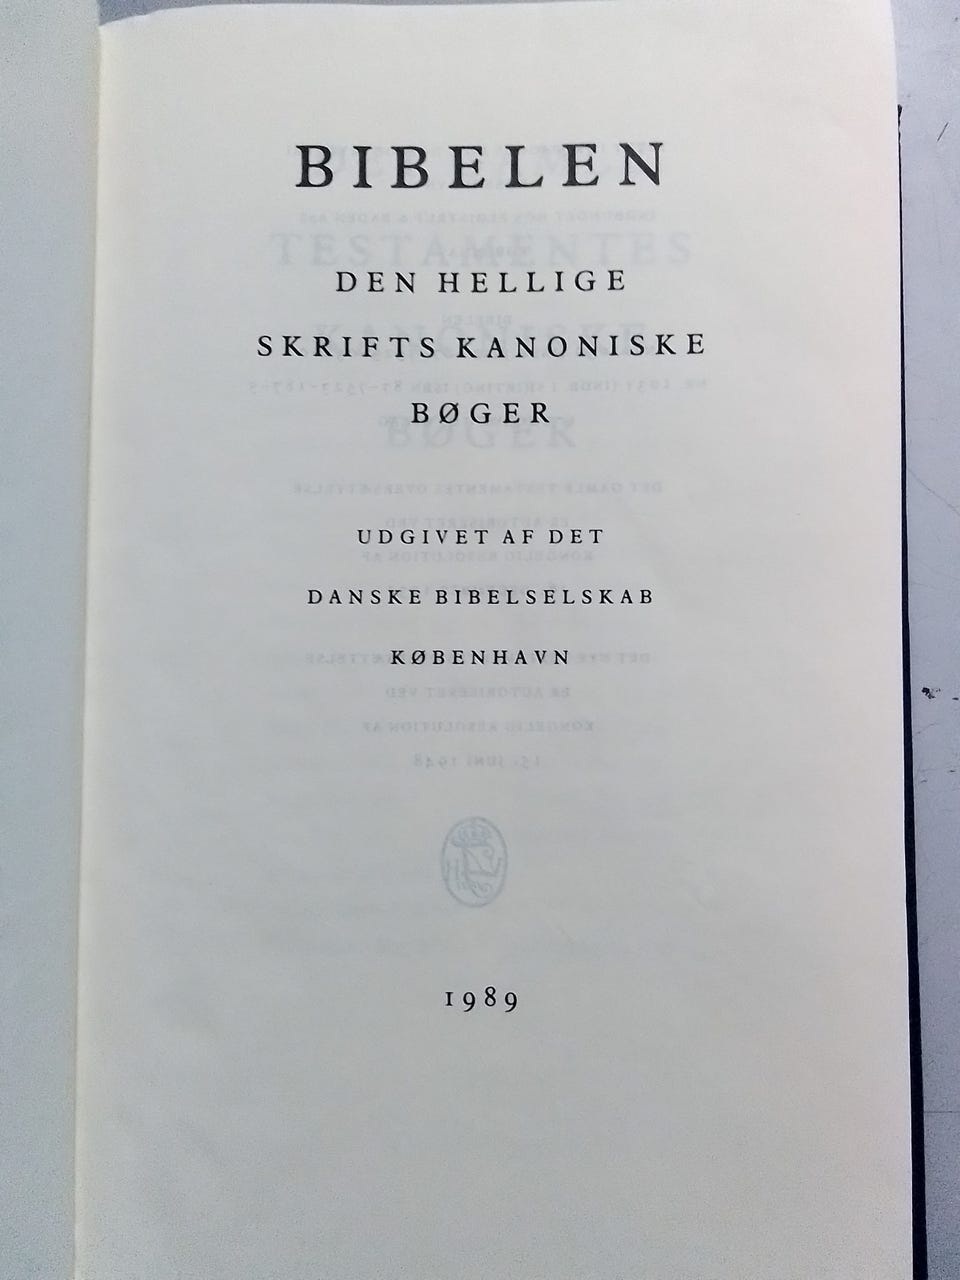 BIBELEN
DEN HELLIGE
SKRIFTS KANONISKE
BØGER
UDGIVET AF DET
DANSKE BIBELSELSKAB
KØBENHAVN
1989